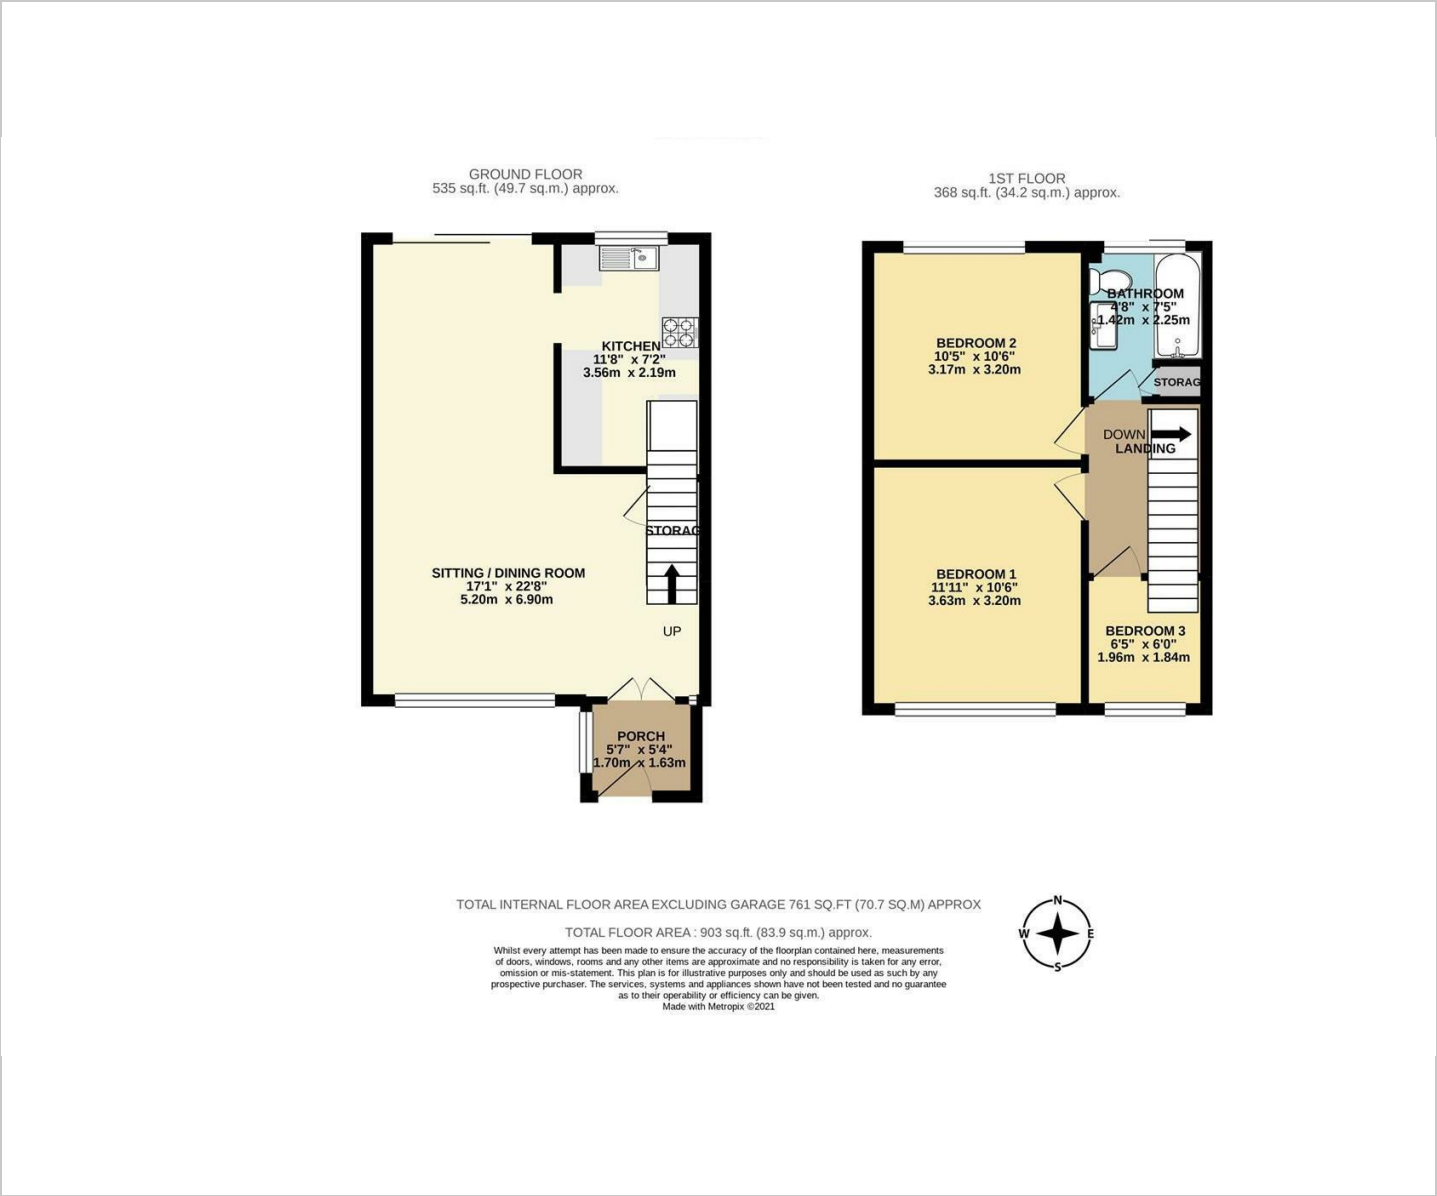 GROUND FLOOR
535 sq.ft. (49.7 sq.m.) approx.
1ST FLOOR
368 sq.ft. (34.2 sq.m.) approx.
KITCHEN
11'8" x 7'2"
3.56m x 2.19m
STORAG
SITTING / DINING ROOM
17'1" x 22'8"
5.20m x 6.90m
UP
PORCH
5'7" x 5'4"
1.70m x 1.63m
BEDROOM 2
10'5" x 10'6"
3.17m x 3.20m
BATHROOM
4'8" x 7'5"
1.42m x 2.25m
STORAG
DOWN
LANDING
BEDROOM 1
11'11" x 10'6"
3.63m x 3.20m
BEDROOM 3
6'5" x 6'0"
1.96m x 1.84m
TOTAL INTERNAL FLOOR AREA EXCLUDING GARAGE 761 SQ.FT (70.7 SQ.M) APPROX
TOTAL FLOOR AREA : 903 sq.ft. (83.9 sq.m.) approx.
Whilst every attempt has been made to ensure the accuracy of the floorplan contained here, measurements
of doors, windows, rooms and any other items are approximate and no responsibility is taken for any error,
omission or mis-statement. This plan is for illustrative purposes only and should be used as such by any
prospective purchaser. The services, systems and appliances shown have not been tested and no guarantee
as to their operability or efficiency can be given.
Made with Metropix ©2021
N
W E
S